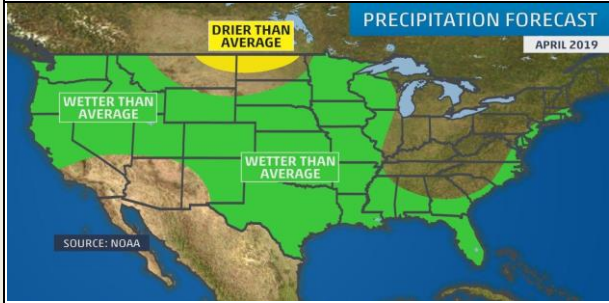 PRECIPITATION FORECAST
APRIL 2019
DRIER THAN
AVERAGE
WETTER THAN
AVERAGE
WETTER THAN
AVERAGE
SOURCE: NOAA